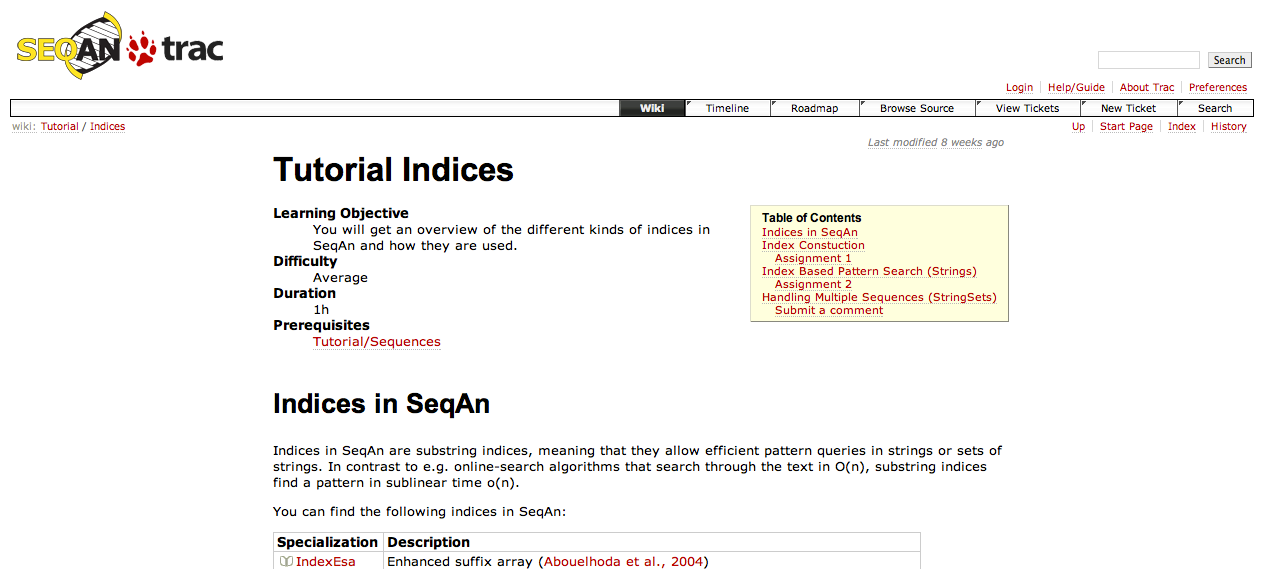 SEQAN trac
Search
Login Help/Guide About Trac Preferences
Wiki Timeline Roadmap Browse Source View Tickets New Ticket Search
wiki: Tutorial / Indices
Up Start Page Index History
Last modified 8 weeks ago
Tutorial Indices
Learning Objective
You will get an overview of the different kinds of indices in
SeqAn and how they are used.
Difficulty
Average
Duration
1h
Prerequisites
Tutorial/Sequences
Table of Contents
Indices in SeqAn
Index Constuction
Assignment 1
Index Based Pattern Search (Strings)
Assignment 2
Handling Multiple Sequences (StringSets)
Submit a comment
Indices in SeqAn
Indices in SeqAn are substring indices, meaning that they allow efficient pattern queries in strings or sets of
strings. In contrast to e.g. online-search algorithms that search through the text in O(n), substring indices
find a pattern in sublinear time o(n).
You can find the following indices in SeqAn:
Specialization Description
IndexEsa Enhanced suffix array (Abouelhoda et al., 2004)